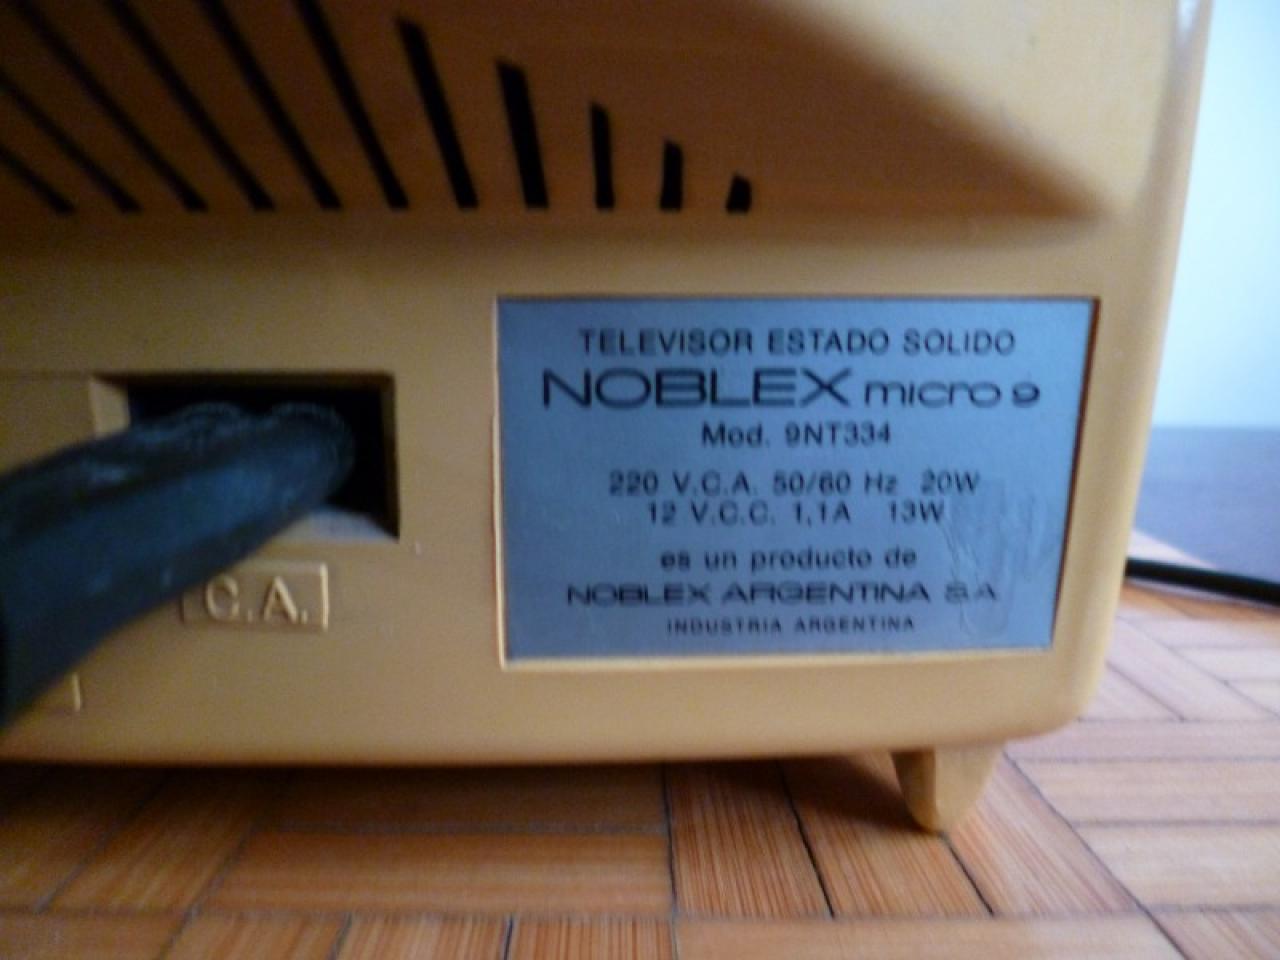 TELEVISOR ESTADO SOLIDO
NOBLEX micro 9
Mod. 9NT334
220 V.C.A. 50/60 Hz 20W
12 V.C.C. 1,1A 13W
es un producto de
NOBLEX ARGENTINA S.A.
INDUSTRIA ARGENTINA
C.A.